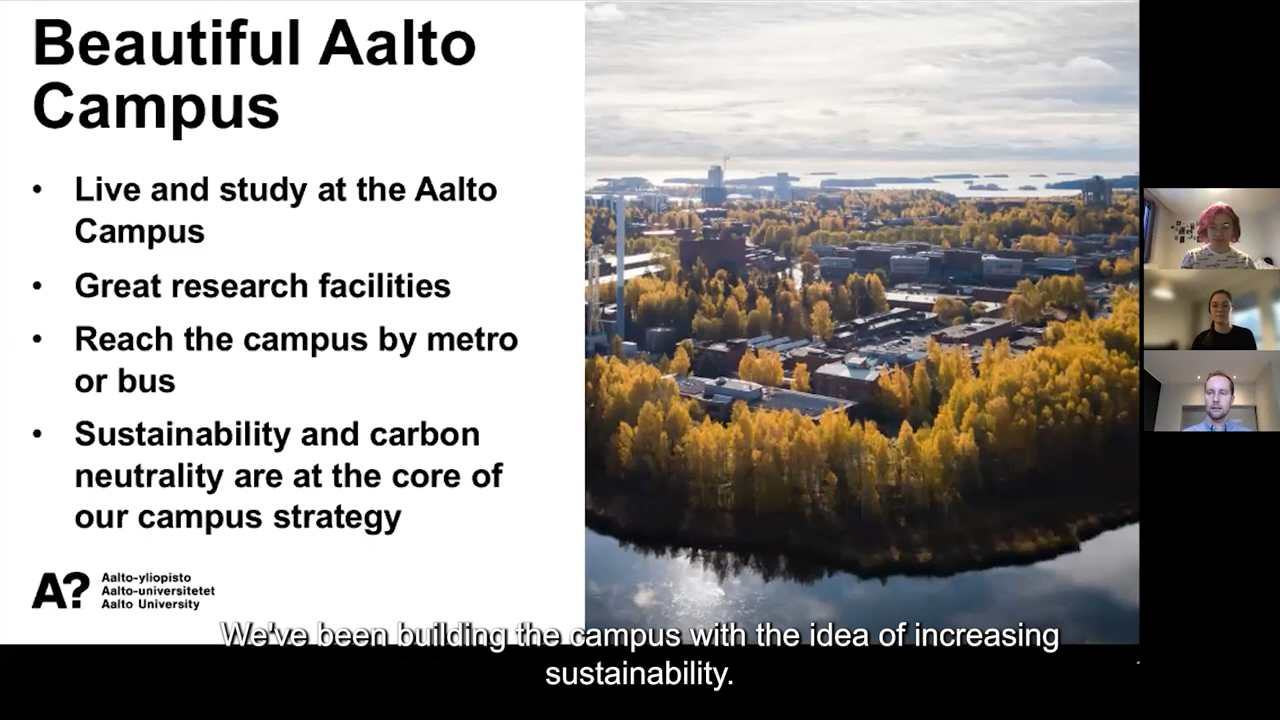 Beautiful Aalto
Campus
• Live and study at the Aalto
Campus
• Great research facilities
• Reach the campus by metro
or bus
• Sustainability and carbon
neutrality are at the core of
our campus strategy
A?
Aalto-yliopisto
Aalto-universitetet
Aalto University
We've been building the campus with the idea of increasing
sustainability.